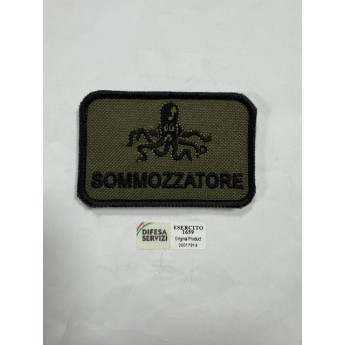 SOMMOZZATORE
DIFESA
SERVIZI
ESERCITO
1659
Original Product